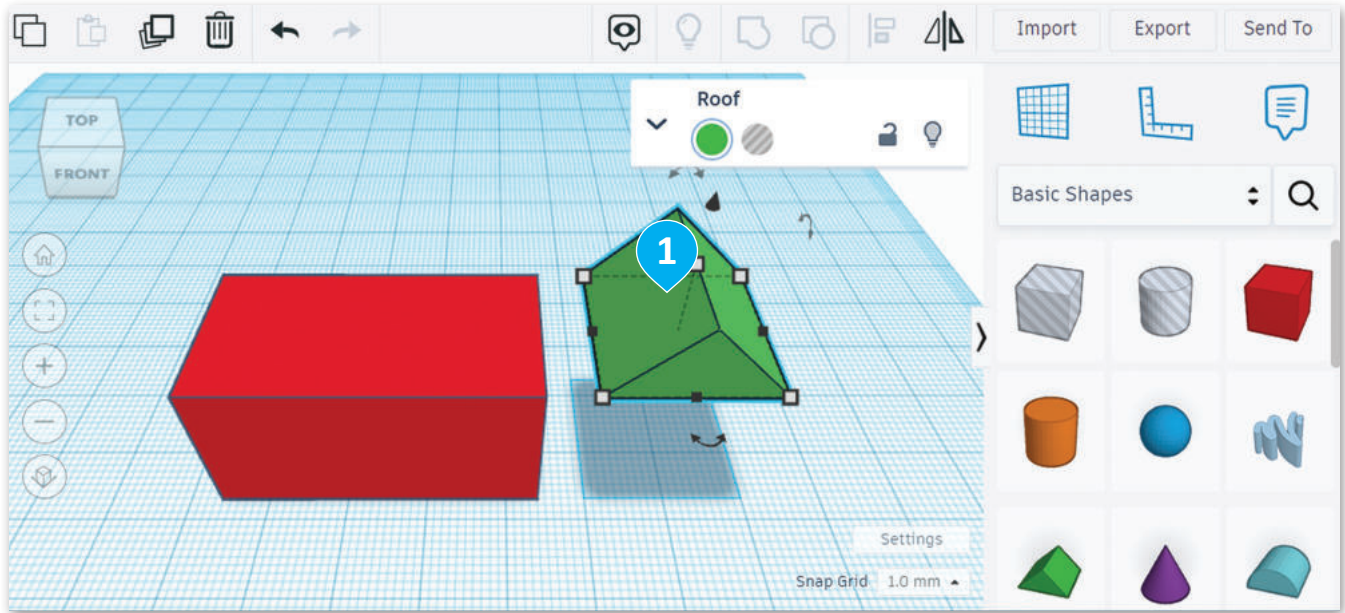 Import Export Send To
Roof
TOP
FRONT
Basic Shapes
1
Settings
Snap Grid 1.0 mm